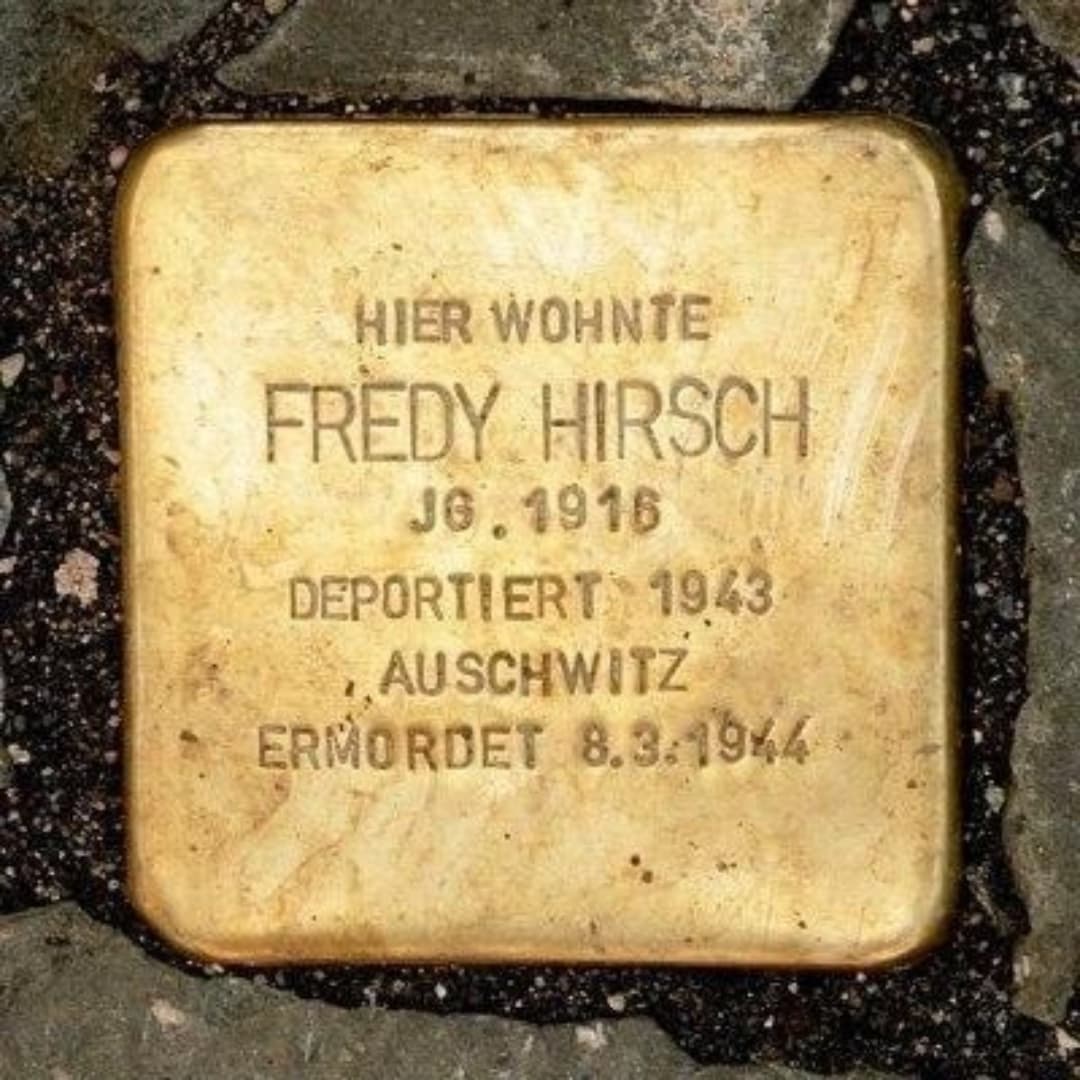 HIER WOHNTE
FREDY HIRSCH
JG. 1916
DEPORTIERT 1943
AUSCHWITZ
ERMORDET 8.3.1944